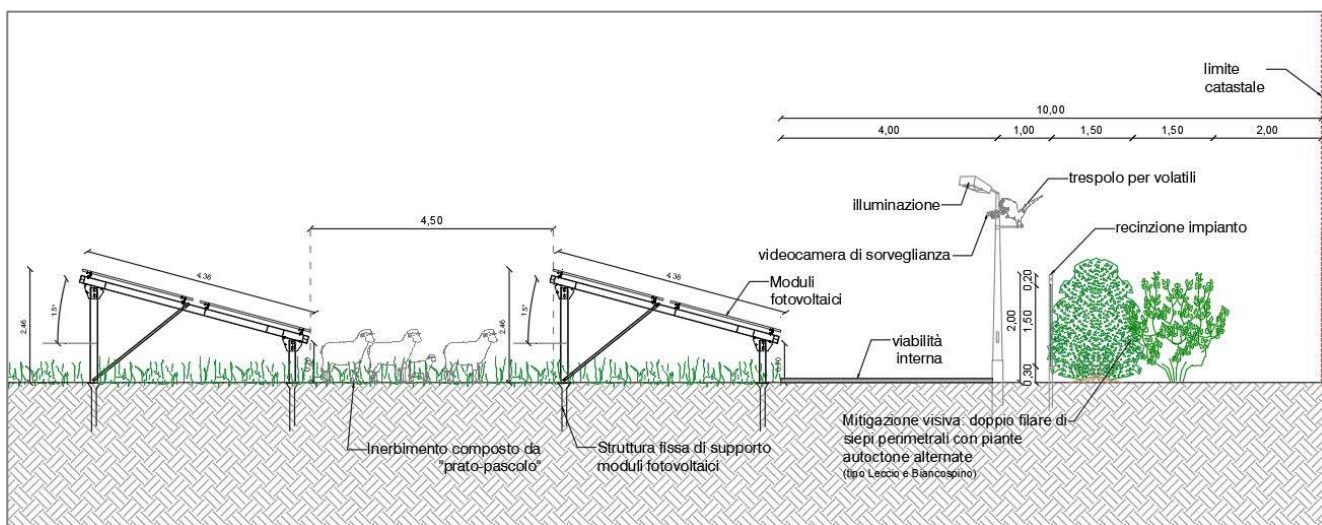 limite
catastale
10,00
4,00
1,00
1,50
1,50
2,00
trespolo per volatili
illuminazione
4,50
recinzione impianto
videocamera di sorveglianza
4,36
4,36
Moduli
fotovoltaici
2,46
15°
2,46
15°
2,00
0,20
1,50
0,30
viabilità
interna
Inerbimento composto da
"prato-pascolo"
Struttura fissa di supporto
moduli fotovoltaici
Mitigazione visiva: doppio filare di
siepi perimetrali con piante
autoctone alternate
(tipo Leccio e Biancospino)